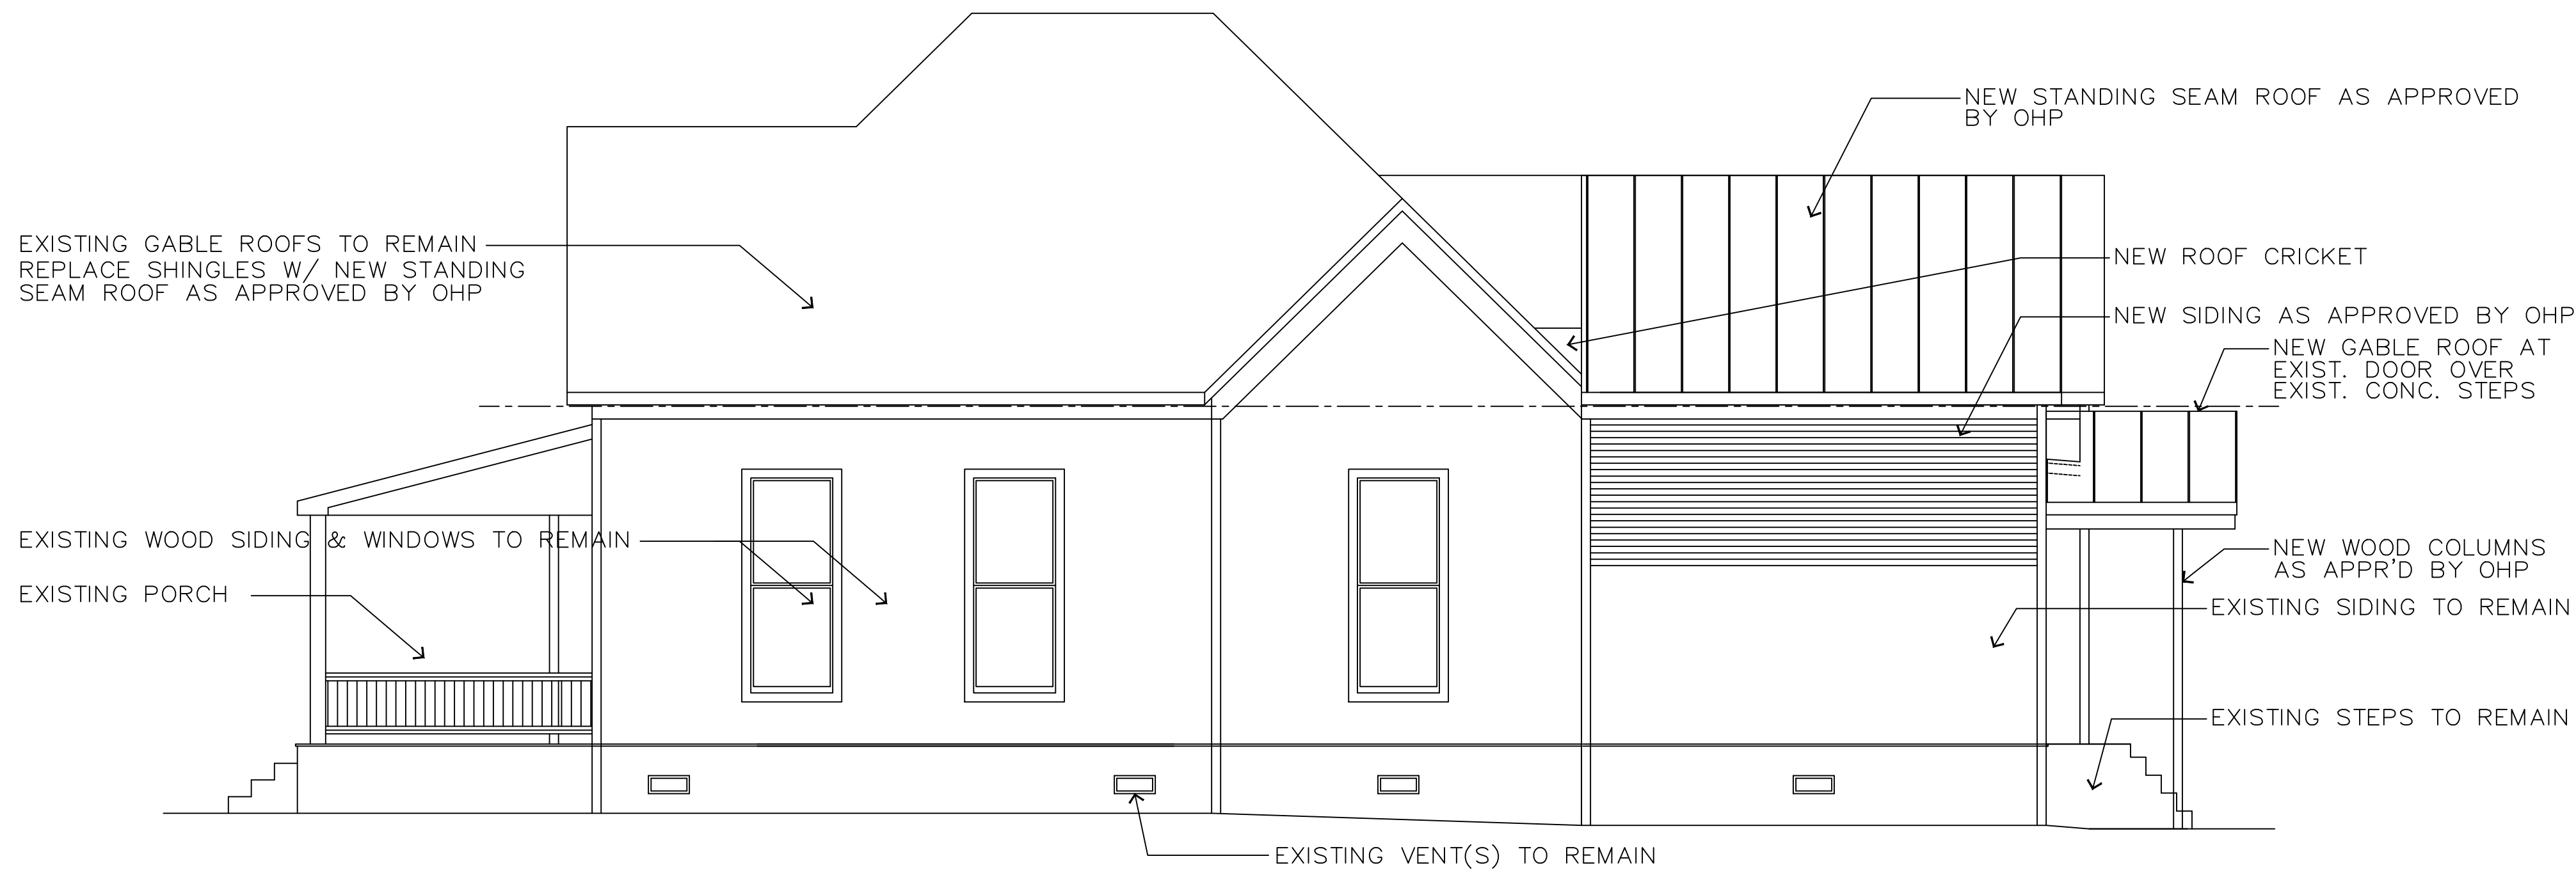 NEW STANDING SEAM ROOF AS APPROVED
BY OHP
EXISTING GABLE ROOFS TO REMAIN
REPLACE SHINGLES W/ NEW STANDING
SEAM ROOF AS APPROVED BY OHP
NEW ROOF CRICKET
NEW SIDING AS APPROVED BY OHP
NEW GABLE ROOF AT
EXIST. DOOR OVER
EXIST. CONC. STEPS
EXISTING WOOD SIDING & WINDOWS TO REMAIN
NEW WOOD COLUMNS
AS APPR'D BY OHP
EXISTING PORCH
EXISTING SIDING TO REMAIN
EXISTING STEPS TO REMAIN
EXISTING VENT(S) TO REMAIN